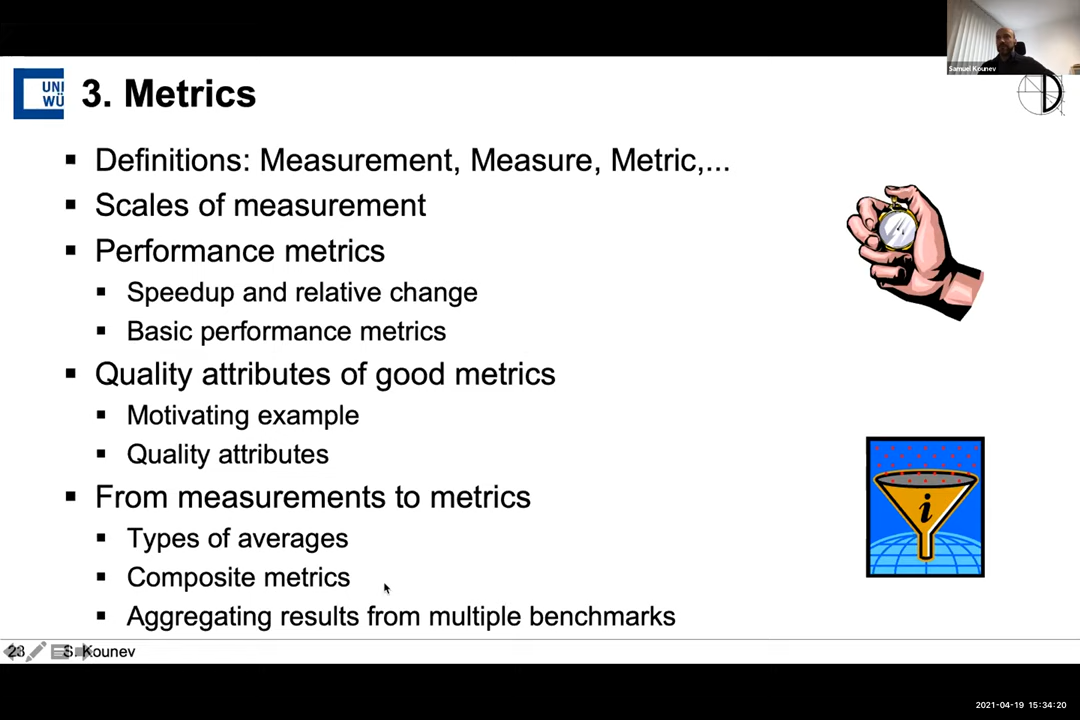 Samuel Kounev
UNI
WÜ
3. Metrics
Definitions: Measurement, Measure, Metric,...
Scales of measurement
Performance metrics
Speedup and relative change
Basic performance metrics
Quality attributes of good metrics
Motivating example
Quality attributes
From measurements to metrics
Types of averages
Composite metrics
Aggregating results from multiple benchmarks
i
23 S. Kounev
2021-04-19 15:34:20